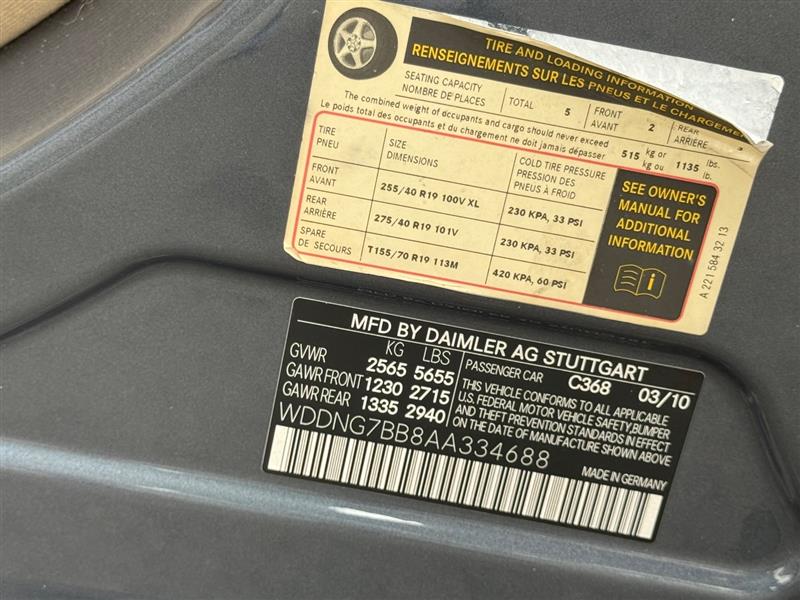 TIRE AND LOADING INFORMATION
RENSEIGNEMENTS SUR LES PNEUS ET LE CHARGEMENT
SEATING CAPACITY
NOMBRE DE PLACES
TOTAL 5
FRONT
AVANT
2
REAR
ARRIÈRE
The combined weight of occupants and cargo should never exceed
Le poids total des occupants et du chargement ne doit jamais dépasser
515 kg or
kg ou
1135 lbs.
lb.
TIRE
PNEU
SIZE
DIMENSIONS
COLD TIRE PRESSURE
PRESSION DES
PNEUS À FROID
FRONT
AVANT
255/40 R19 100V XL
230 KPA, 33 PSI
REAR
ARRIÈRE
275/40 R19 101V
230 KPA, 33 PSI
SPARE
DE SECOURS
T155/70 R19 113M
420 KPA, 60 PSI
SEE OWNER'S
MANUAL FOR
ADDITIONAL
INFORMATION
A 221 584 32 13
MFD BY DAIMLER AG STUTTGART
KG LBS
GVWR 2565 5655
GAWR FRONT 1230 2715
GAWR REAR 1335 2940
PASSENGER CAR C368 03/10
THIS VEHICLE CONFORMS TO ALL APPLICABLE
U.S. FEDERAL MOTOR VEHICLE SAFETY,BUMPER
AND THEFT PREVENTION STANDARDS IN EFFECT
ON THE DATE OF MANUFACTURE SHOWN ABOVE
WDDNG7BB8AA334688
MADE IN GERMANY